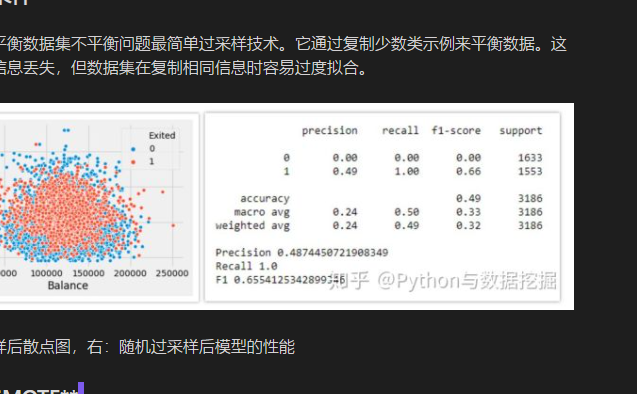 平衡数据集不平衡问题最简单过采样技术。它通过复制少数类示例来平衡数据。这
信息丢失，但数据集在复制相同信息时容易过度拟合。
Exited
0
1
50000 100000 150000 200000 250000
Balance
precision recall f1-score support
0 0.00 0.00 0.00 1633
1 0.49 1.00 0.66 1553
accuracy 0.49 3186
macro avg 0.24 0.50 0.33 3186
weighted avg 0.24 0.49 0.32 3186
Precision 0.4874450721908349
Recall 1.0
F1 0.6554125342899346
知乎 @Python与数据挖掘
样后散点图，右：随机过采样后模型的性能